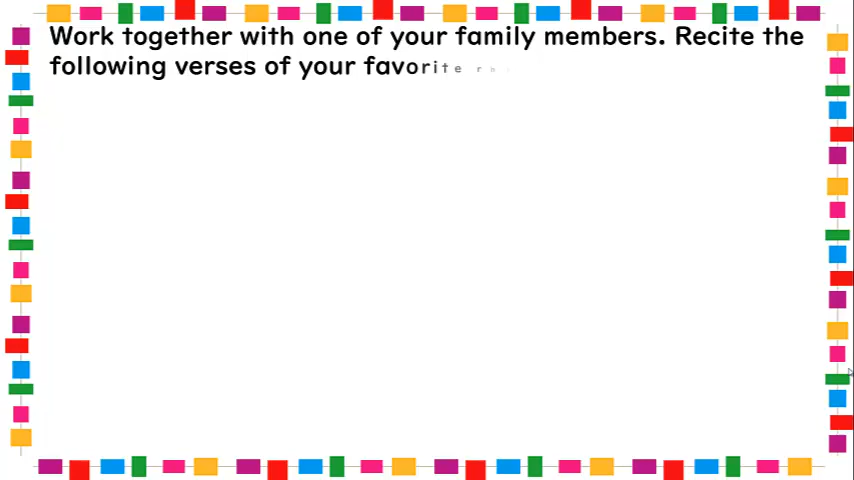 Work together with one of your family members. Recite the
following verses of your favorite